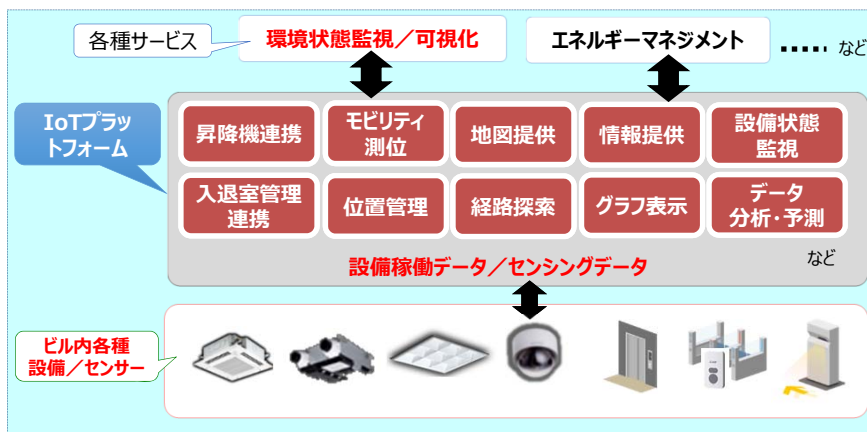 各種サービス
環境状態監視／可視化
エネルギーマネジメント
･････ など
IoTプラッ
トフォーム
昇降機連携
モビリティ
測位
地図提供
情報提供
設備状態
監視
入退室管理
連携
位置管理
経路探索
グラフ表示
データ
分析・予測
など
設備稼働データ／センシングデータ
ビル内各種
設備／センサー